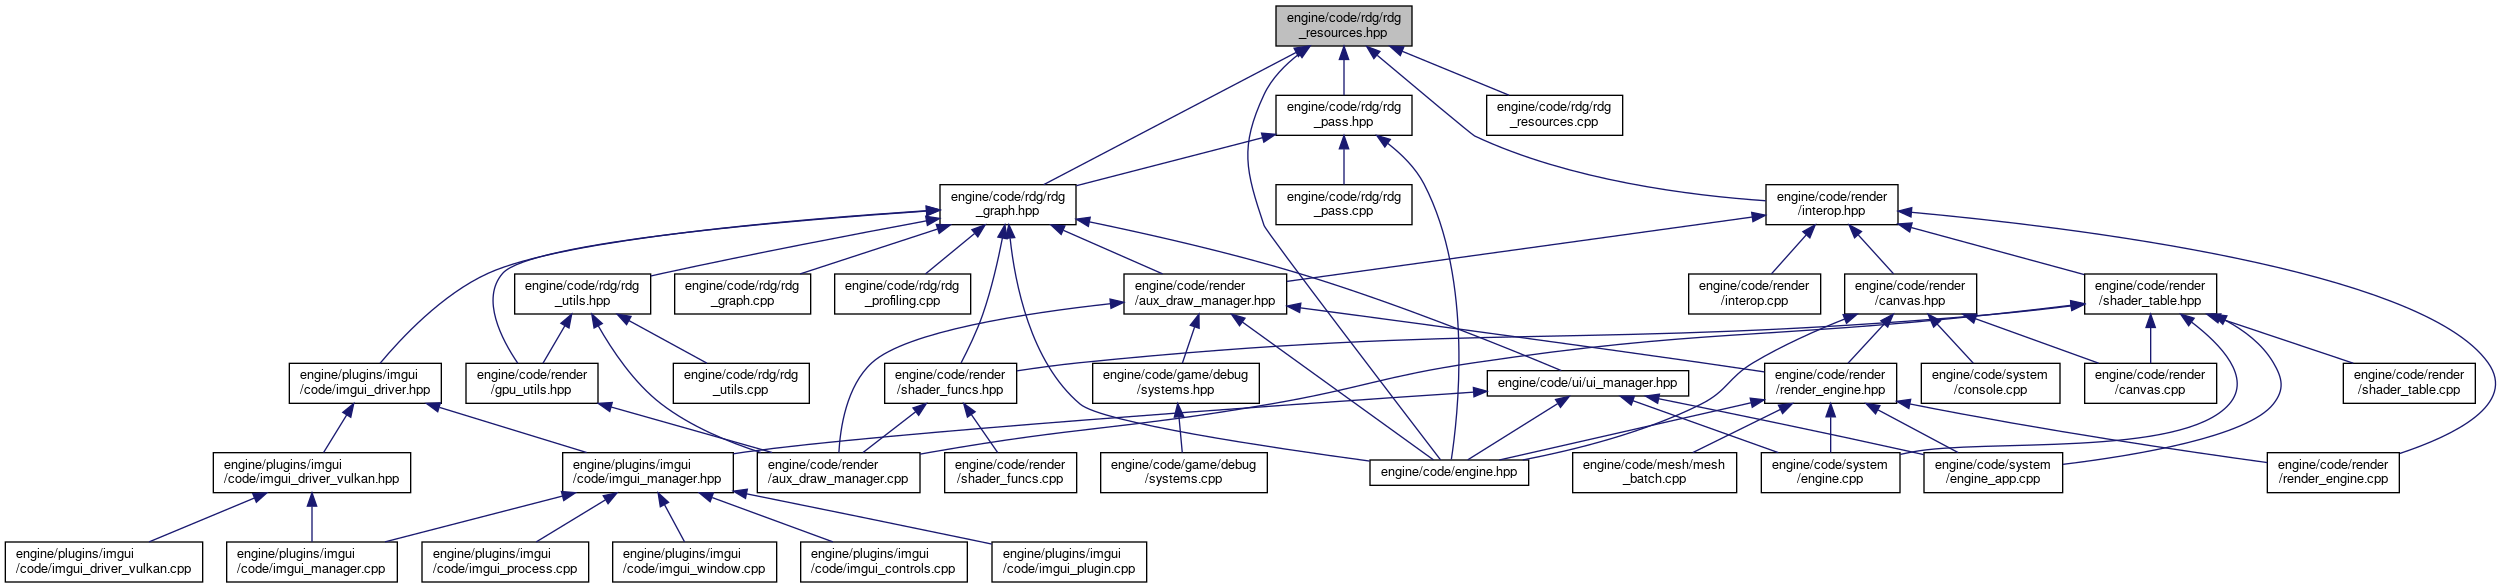 engine/code/rdg/rdg
_resources.hpp
engine/code/rdg/rdg
_pass.hpp
engine/code/rdg/rdg
_resources.cpp
engine/code/rdg/rdg
_graph.hpp
engine/code/rdg/rdg
_pass.cpp
engine/code/render
/interop.hpp
engine/code/rdg/rdg
_utils.hpp
engine/code/rdg/rdg
_graph.cpp
engine/code/rdg/rdg
_profiling.cpp
engine/code/render
/aux_draw_manager.hpp
engine/code/render
/interop.cpp
engine/code/render
/canvas.hpp
engine/code/render
/shader_table.hpp
engine/plugins/imgui
/code/imgui_driver.hpp
engine/code/render
/gpu_utils.hpp
engine/code/rdg/rdg
_utils.cpp
engine/code/render
/shader_funcs.hpp
engine/code/game/debug
/systems.hpp
engine/code/ui/ui_manager.hpp
engine/code/render
/render_engine.hpp
engine/code/system
/console.cpp
engine/code/render
/canvas.cpp
engine/code/render
/shader_table.cpp
engine/plugins/imgui
/code/imgui_driver_vulkan.hpp
engine/plugins/imgui
/code/imgui_manager.hpp
engine/code/render
/aux_draw_manager.cpp
engine/code/render
/shader_funcs.cpp
engine/code/game/debug
/systems.cpp
engine/code/engine.hpp
engine/code/mesh/mesh
_batch.cpp
engine/code/system
/engine.cpp
engine/code/system
/engine_app.cpp
engine/code/render
/render_engine.cpp
engine/plugins/imgui
/code/imgui_driver_vulkan.cpp
engine/plugins/imgui
/code/imgui_manager.cpp
engine/plugins/imgui
/code/imgui_process.cpp
engine/plugins/imgui
/code/imgui_window.cpp
engine/plugins/imgui
/code/imgui_controls.cpp
engine/plugins/imgui
/code/imgui_plugin.cpp